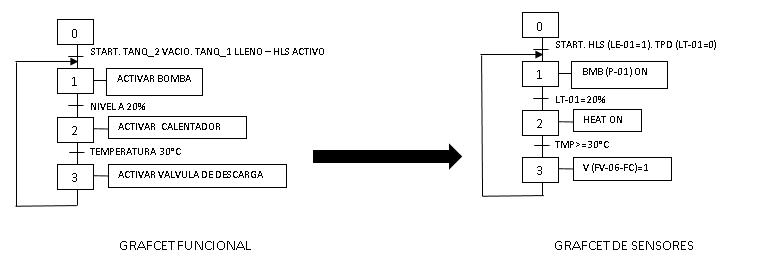 0
START. TANQ_2 VACIO. TANQ_1 LLENO – HLS ACTIVO
1
ACTIVAR BOMBA
NIVEL A 20%
2
ACTIVAR CALENTADOR
TEMPERATURA 30°C
3
ACTIVAR VALVULA DE DESCARGA
GRAFCET FUNCIONAL
0
START. HLS (LE-01=1). TPD (LT-01=0)
1
BMB (P-01) ON
LT-01=20%
2
HEAT ON
TMP>=30°C
3
V (FV-06-FC)=1
GRAFCET DE SENSORES